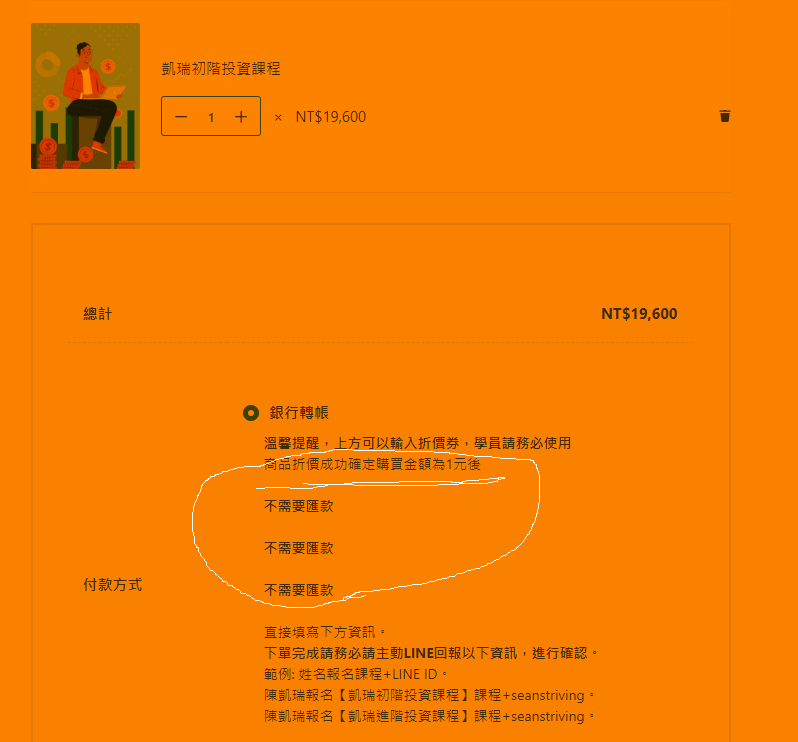 凱瑞初階投資課程
1 × NT$19,600
總計 NT$19,600
銀行轉帳
溫馨提醒，上方可以輸入折價券，學員請務必使用
商品折價成功確定購買金額為1元後
不需要匯款
不需要匯款
付款方式
不需要匯款
直接填寫下方資訊。
下單完成請務必請主動LINE回報以下資訊，進行確認。
範例: 姓名報名課程+LINE ID。
陳凱瑞報名【凱瑞初階投資課程】課程+seanstriving。
陳凱瑞報名【凱瑞進階投資課程】課程+seanstriving。